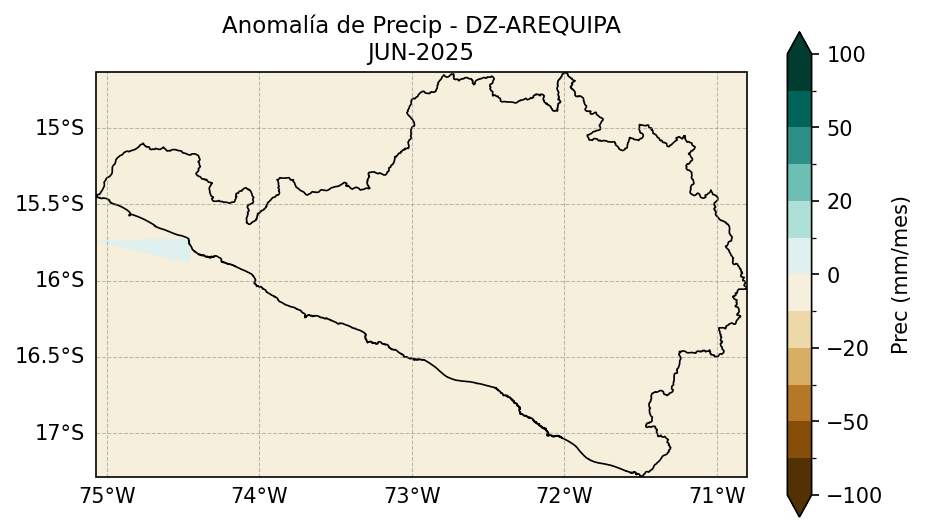 Anomalía de Precip - DZ-AREQUIPA
JUN-2025
15°S
15.5°S
16°S
16.5°S
17°S
75°W
74°W
73°W
72°W
71°W
100
50
20
0
−20
−50
−100
Prec (mm/mes)